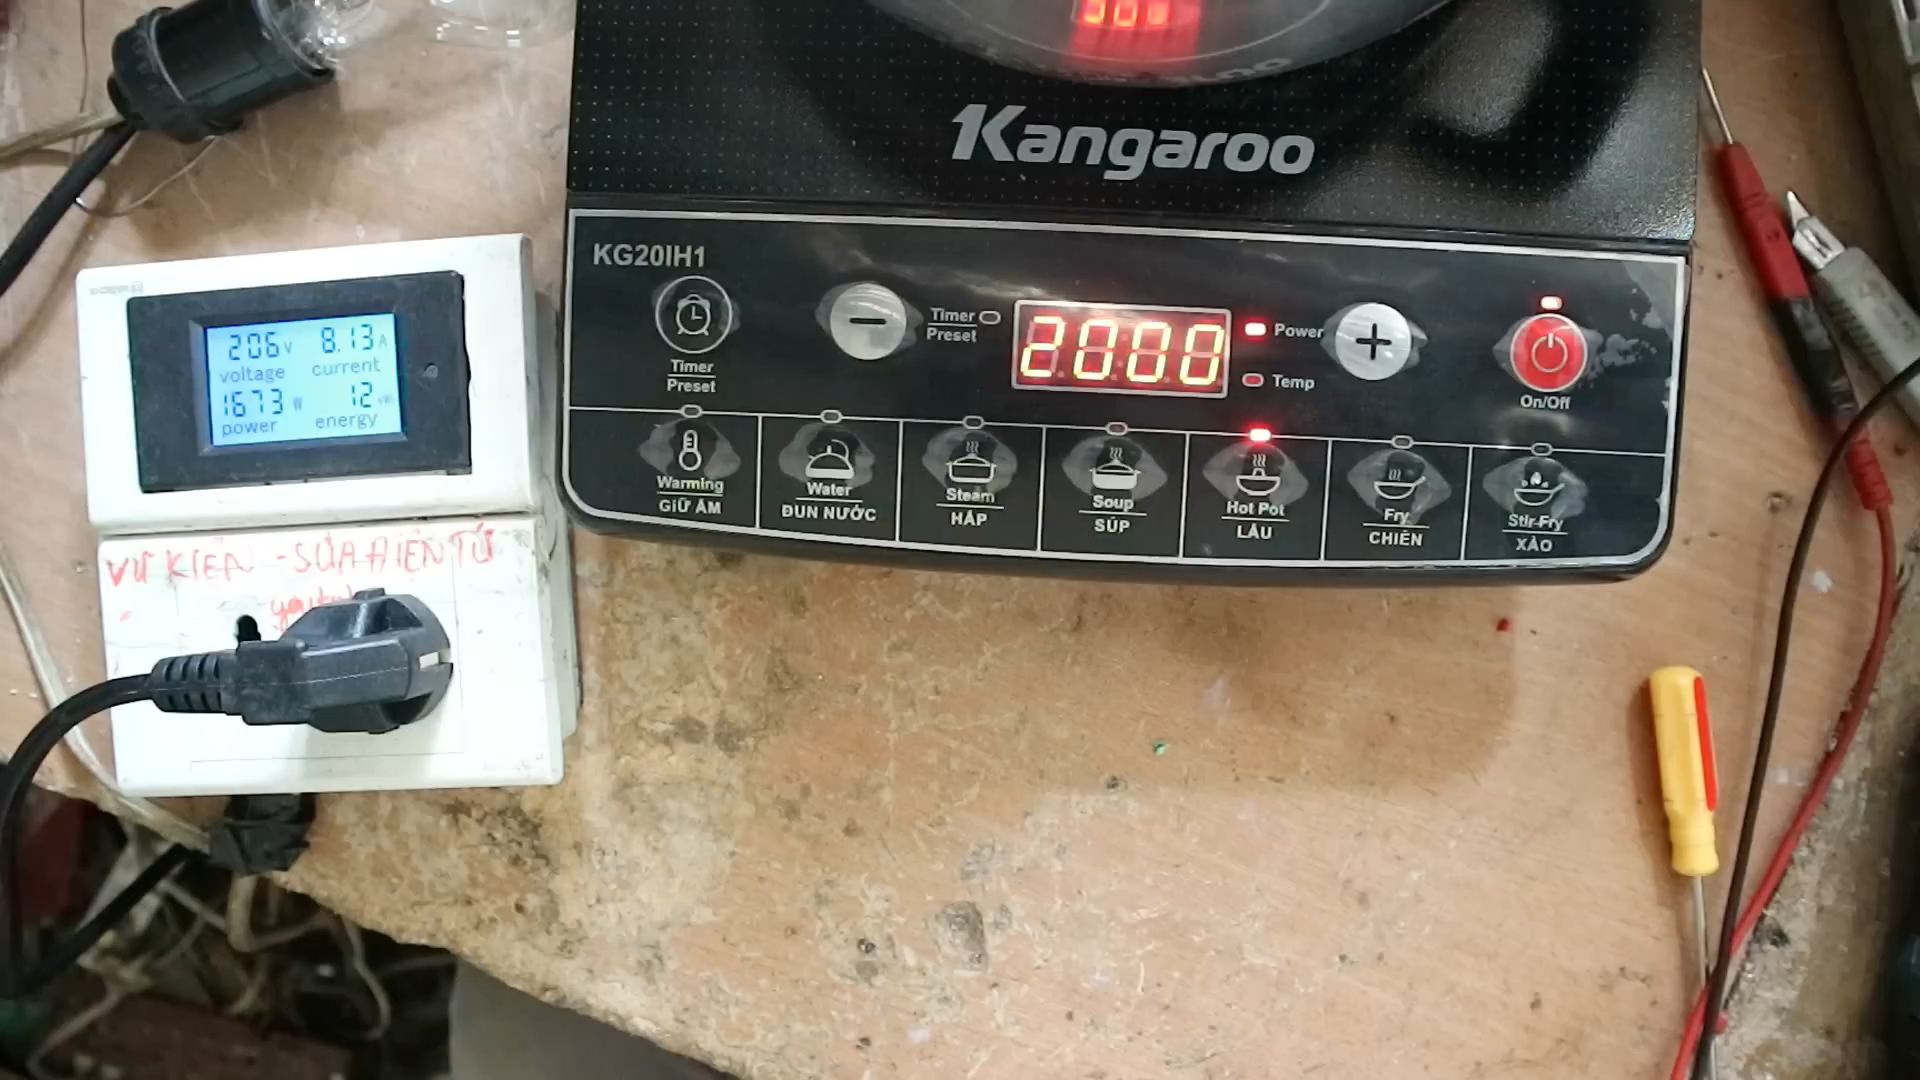 Kangaroo
KG20IH1
206 V 8.13 A
voltage current
1673 W 12 kWh
power energy
Timer
Preset
Timer
Preset
2000
Power
Temp
On/Off
Warming
GIỮ ẤM
Water
ĐUN NƯỚC
Steam
HẤP
Soup
SÚP
Hot Pot
LẨU
Fry
CHIÊN
Stir-Fry
XÀO
VŨ KIÊN - SỬA ĐIỆN TỬ